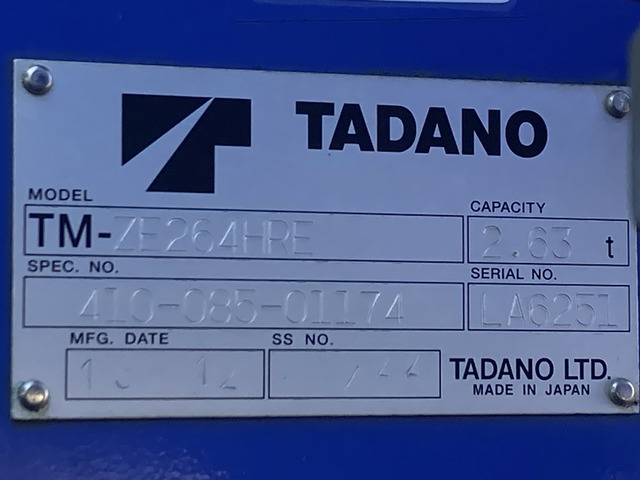 TADANO
MODEL
TM-ZE264HRE
CAPACITY
2.63 t
SPEC. NO.
410-085-01174
SERIAL NO.
LA6251
MFG. DATE
SS NO.
TADANO LTD.
MADE IN JAPAN